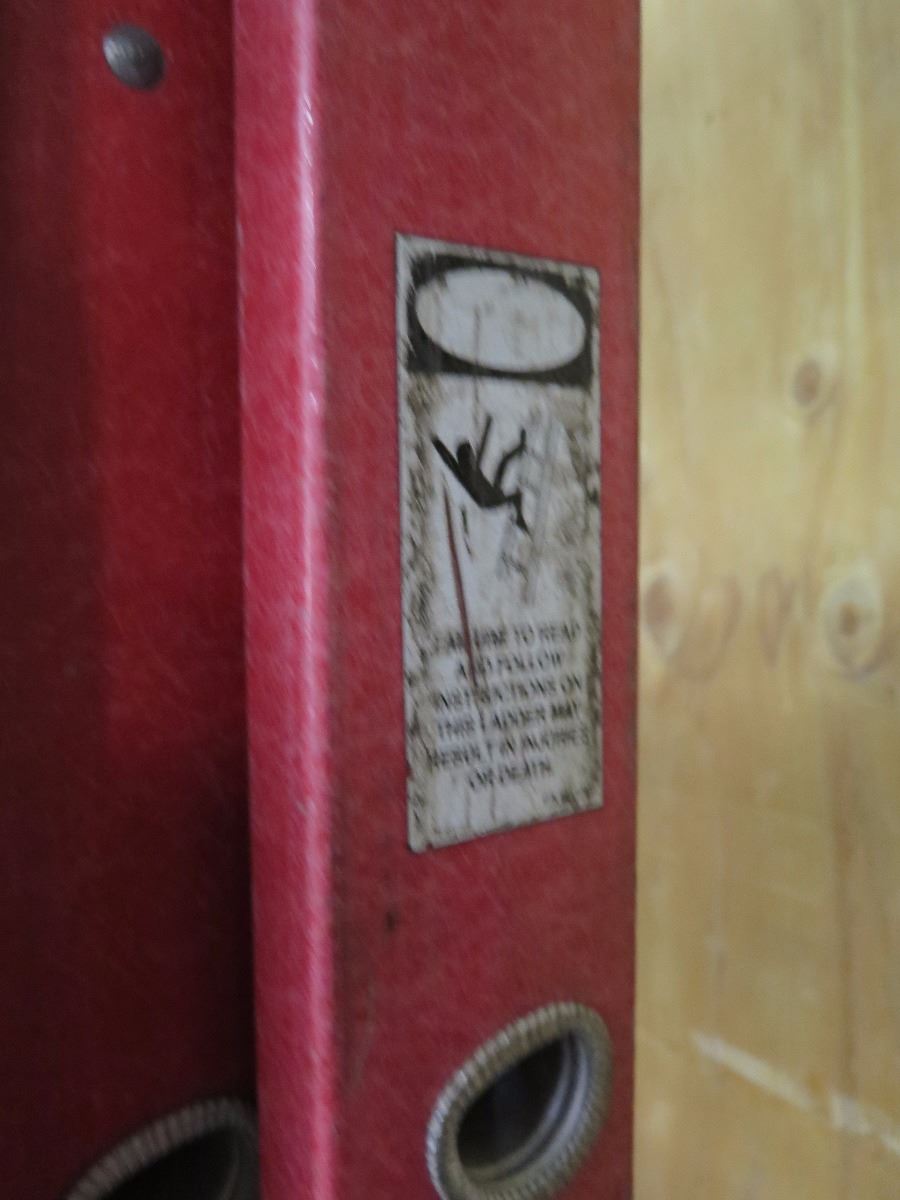 FAILURE TO READ
AND FOLLOW
INSTRUCTIONS ON
THIS LADDER MAY
RESULT IN INJURIES
OR DEATH